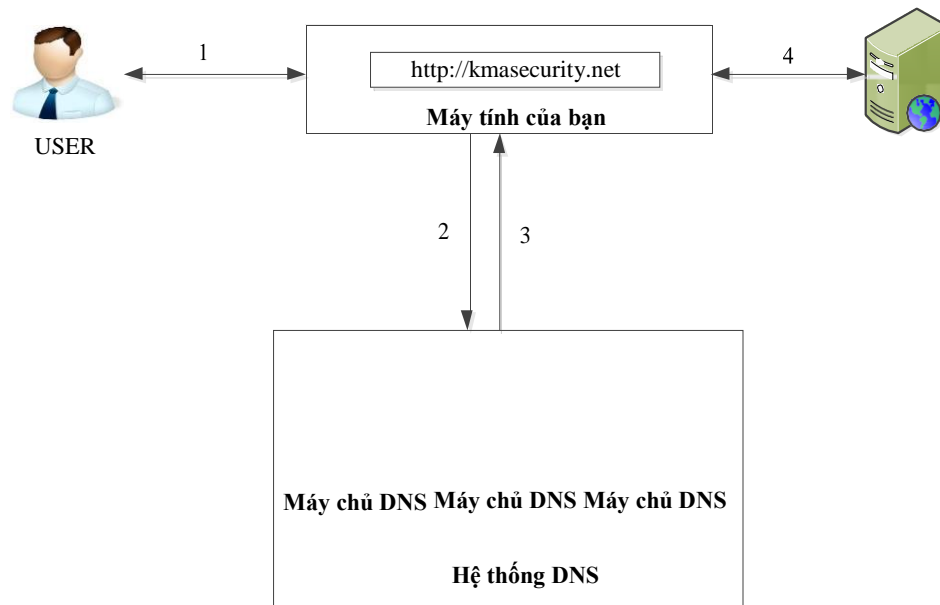 1
http://kmasecurity.net
4
Máy tính của bạn
USER
2
3
Máy chủ DNS Máy chủ DNS Máy chủ DNS
Hệ thống DNS